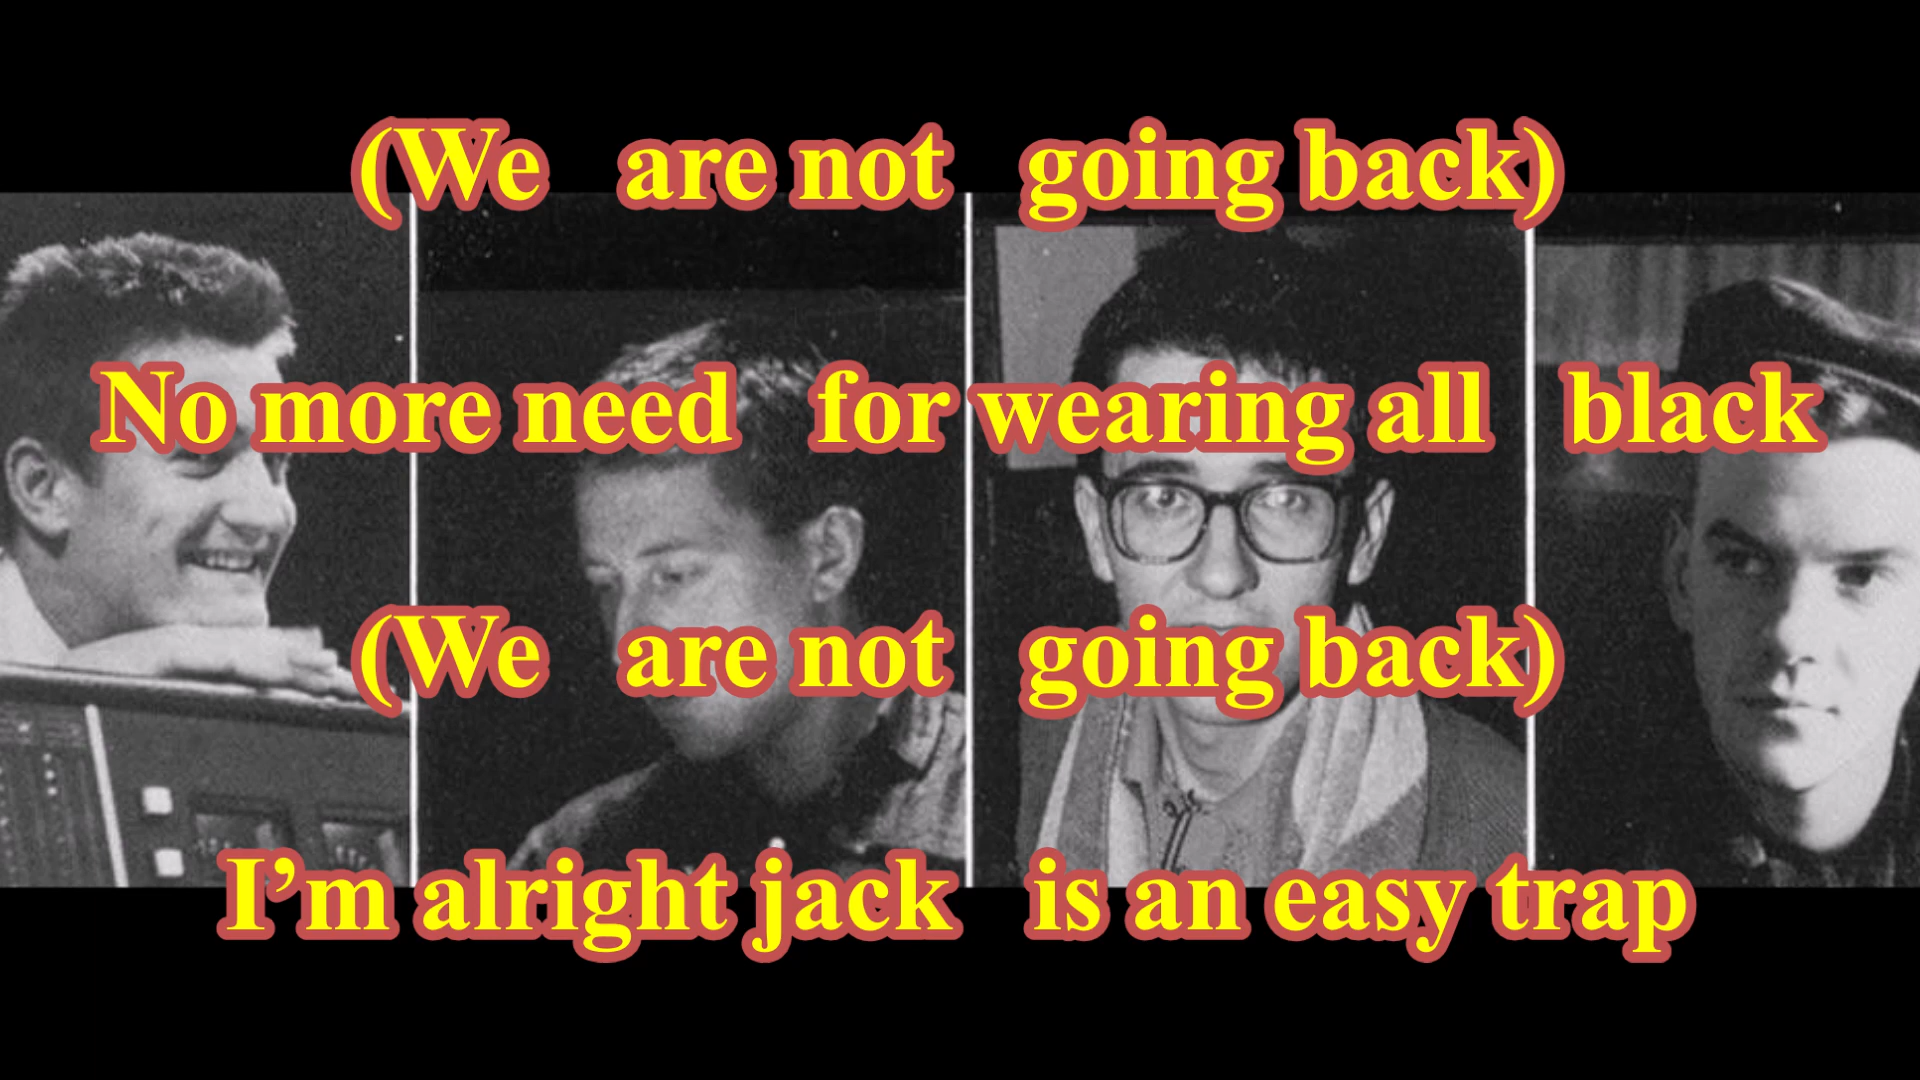 (We are not going back)
No more need for wearing all black
(We are not going back)
I’m alright jack is an easy trap